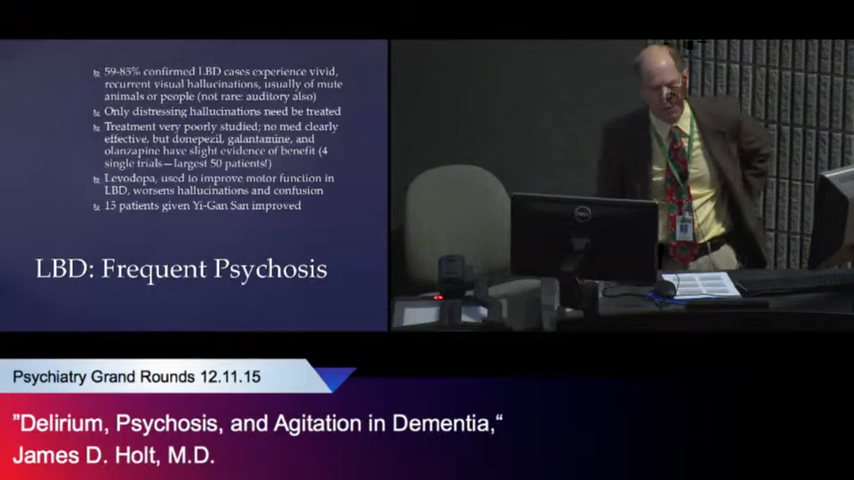 59-85% confirmed LBD cases experience vivid,
recurrent visual hallucinations, usually of mute
animals or people (not rare: auditory also)
Only distressing hallucinations need be treated
Treatment very poorly studied; no med clearly
effective, but donepezil, galantamine, and
olanzapine have slight evidence of benefit (4
single trials—largest 50 patients!)
Levodopa, used to improve motor function in
LBD, worsens hallucinations and confusion
15 patients given Yi-Gan San improved
LBD: Frequent Psychosis
DELL
Psychiatry Grand Rounds 12.11.15
"Delirium, Psychosis, and Agitation in Dementia,“
James D. Holt, M.D.